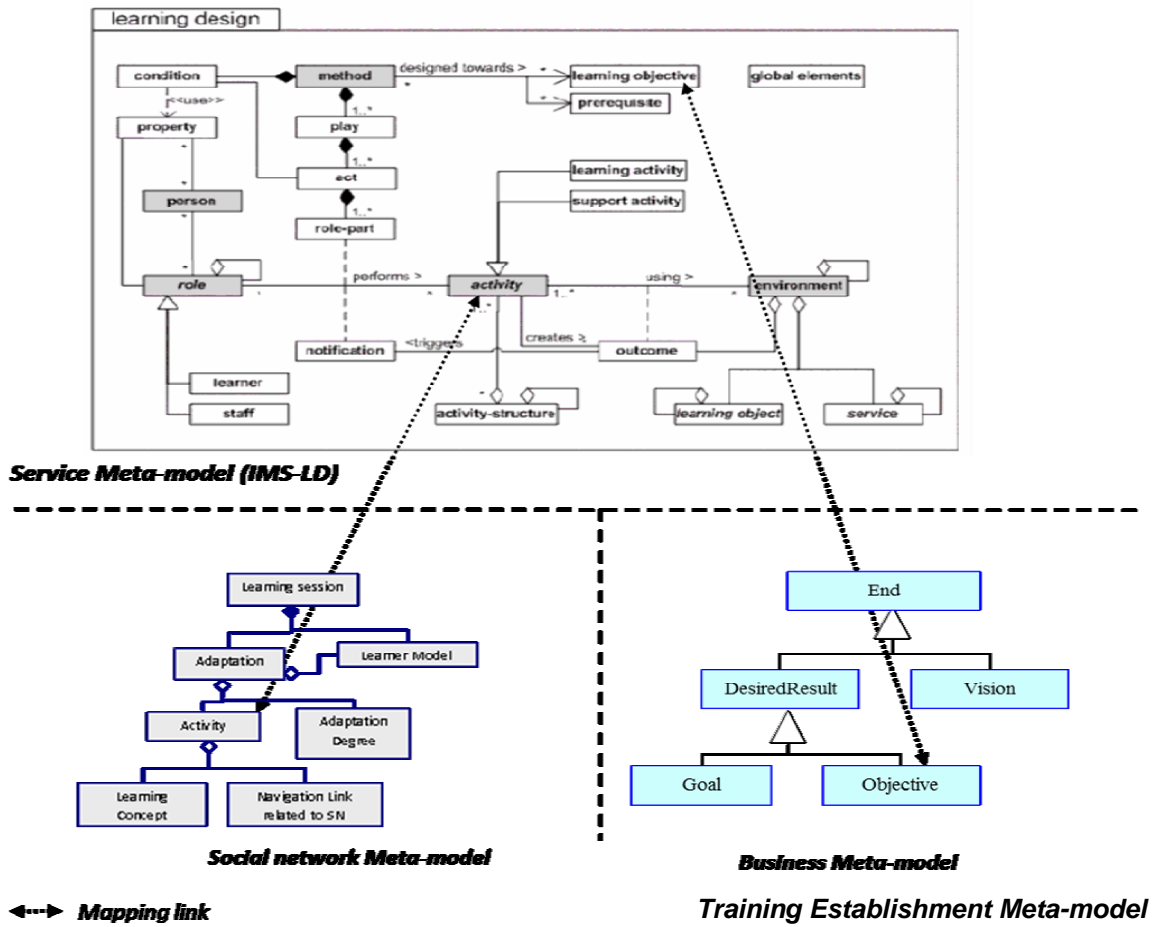 learning design
condition
method
designed towards >
*
learning objective
global elements
<<use>>
*
*
prerequisite
property
1..*
play
*
1..*
act
learning activity
person
support activity
*
1..*
role-part
*
performs >
using >
role
*
*
activity
1..*
*
environment
1..*
notification
<triggers
creates >
outcome
learner
*
staff
activity-structure
learning object
service
Service Meta-model (IMS-LD)
Learning session
End
Adaptation
Learner Model
DesiredResult
Vision
Activity
Adaptation
Degree
Goal
Objective
Learning
Concept
Navigation Link
related to SN
Social network Meta-model
Business Meta-model
Mapping link
Training Establishment Meta-model